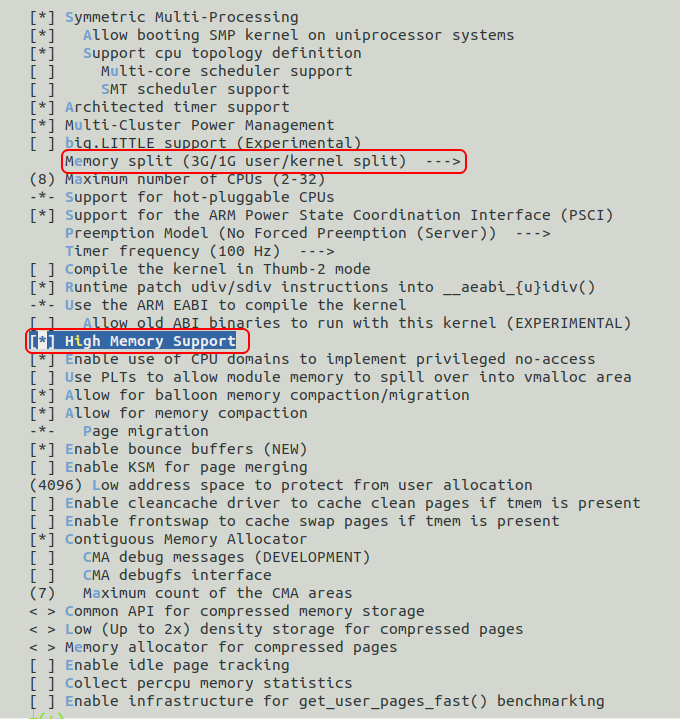 [*] Symmetric Multi-Processing
[*]   Allow booting SMP kernel on uniprocessor systems
[*]   Support cpu topology definition
[ ]     Multi-core scheduler support
[ ]     SMT scheduler support
[*] Architected timer support
[*] Multi-Cluster Power Management
[ ] big.LITTLE support (Experimental)
    Memory split (3G/1G user/kernel split)  --->
(8) Maximum number of CPUs (2-32)
-*- Support for hot-pluggable CPUs
[*] Support for the ARM Power State Coordination Interface (PSCI)
    Preemption Model (No Forced Preemption (Server))  --->
    Timer frequency (100 Hz)  --->
[ ] Compile the kernel in Thumb-2 mode
[*] Runtime patch udiv/sdiv instructions into __aeabi_{u}idiv()
-*- Use the ARM EABI to compile the kernel
[ ]   Allow old ABI binaries to run with this kernel (EXPERIMENTAL)
[*] High Memory Support
[*] Enable use of CPU domains to implement privileged no-access
[ ] Use PLTs to allow module memory to spill over into vmalloc area
[*] Allow for balloon memory compaction/migration
[*] Allow for memory compaction
-*-   Page migration
[*] Enable bounce buffers (NEW)
[ ] Enable KSM for page merging
(4096) Low address space to protect from user allocation
[ ] Enable cleancache driver to cache clean pages if tmem is present
[ ] Enable frontswap to cache swap pages if tmem is present
[*] Contiguous Memory Allocator
[ ]   CMA debug messages (DEVELOPMENT)
[ ]   CMA debugfs interface
(7)   Maximum count of the CMA areas
< > Common API for compressed memory storage
< > Low (Up to 2x) density storage for compressed pages
< > Memory allocator for compressed pages
[ ] Enable idle page tracking
[ ] Collect percpu memory statistics
[ ] Enable infrastructure for get_user_pages_fast() benchmarking